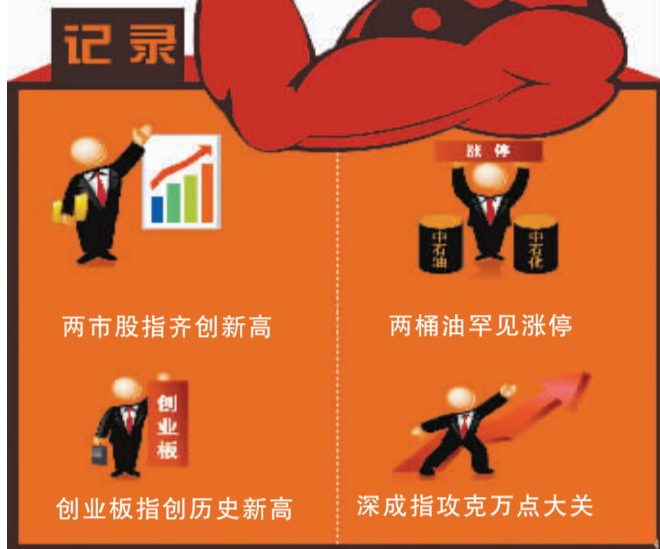 记录
涨停
中石油
中石化
两市股指齐创新高
两桶油罕见涨停
创业板
创业板指创历史新高
深成指攻克万点大关